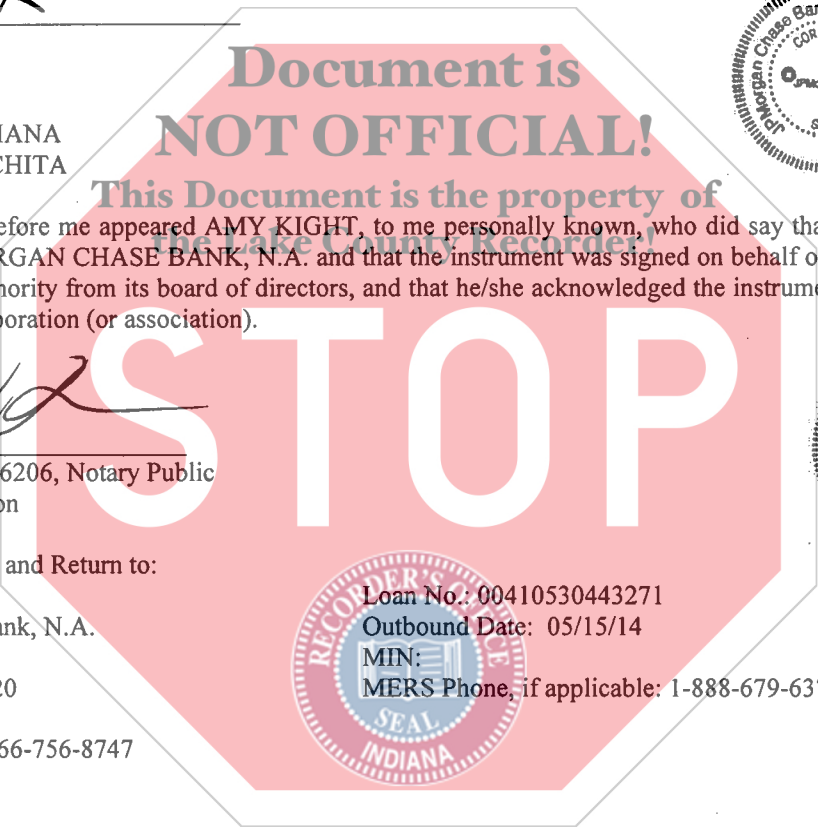 Document is
NOT OFFICIAL!
This Document is the property of
the Lake County Recorder!
JPMorgan Chase Ban
COR
IANA
CHITA
efore me appeared AMY KIGHT, to me personally known, who did say tha
RGAN CHASE BANK, N.A. and that the instrument was signed on behalf o
hority from its board of directors, and that he/she acknowledged the instrume
poration (or association).
STOP
6206, Notary Public
on
and Return to:
Loan No.: 00410530443271
ank, N.A.
Outbound Date: 05/15/14
MIN:
20
MERS Phone, if applicable: 1-888-679-637
66-756-8747
RECORDER'S OFFICE
SEAL
INDIANA